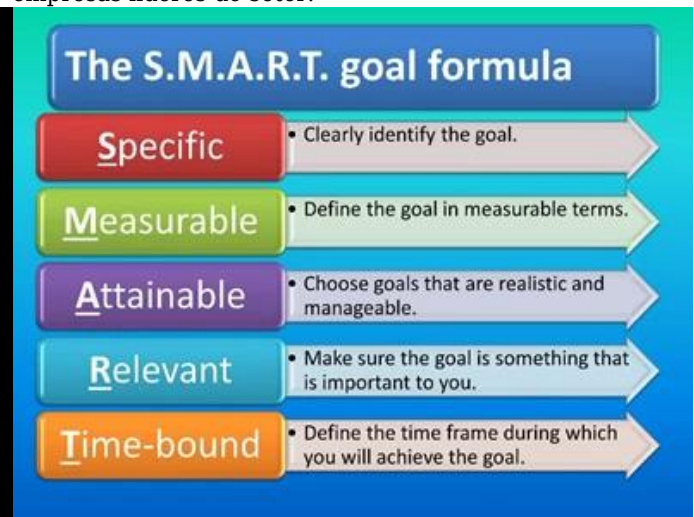 The S.M.A.R.T. goal formula
Specific
• Clearly identify the goal.
Measurable
• Define the goal in measurable terms.
Attainable
• Choose goals that are realistic and
manageable.
Relevant
• Make sure the goal is something that
is important to you.
Time-bound
• Define the time frame during which
you will achieve the goal.